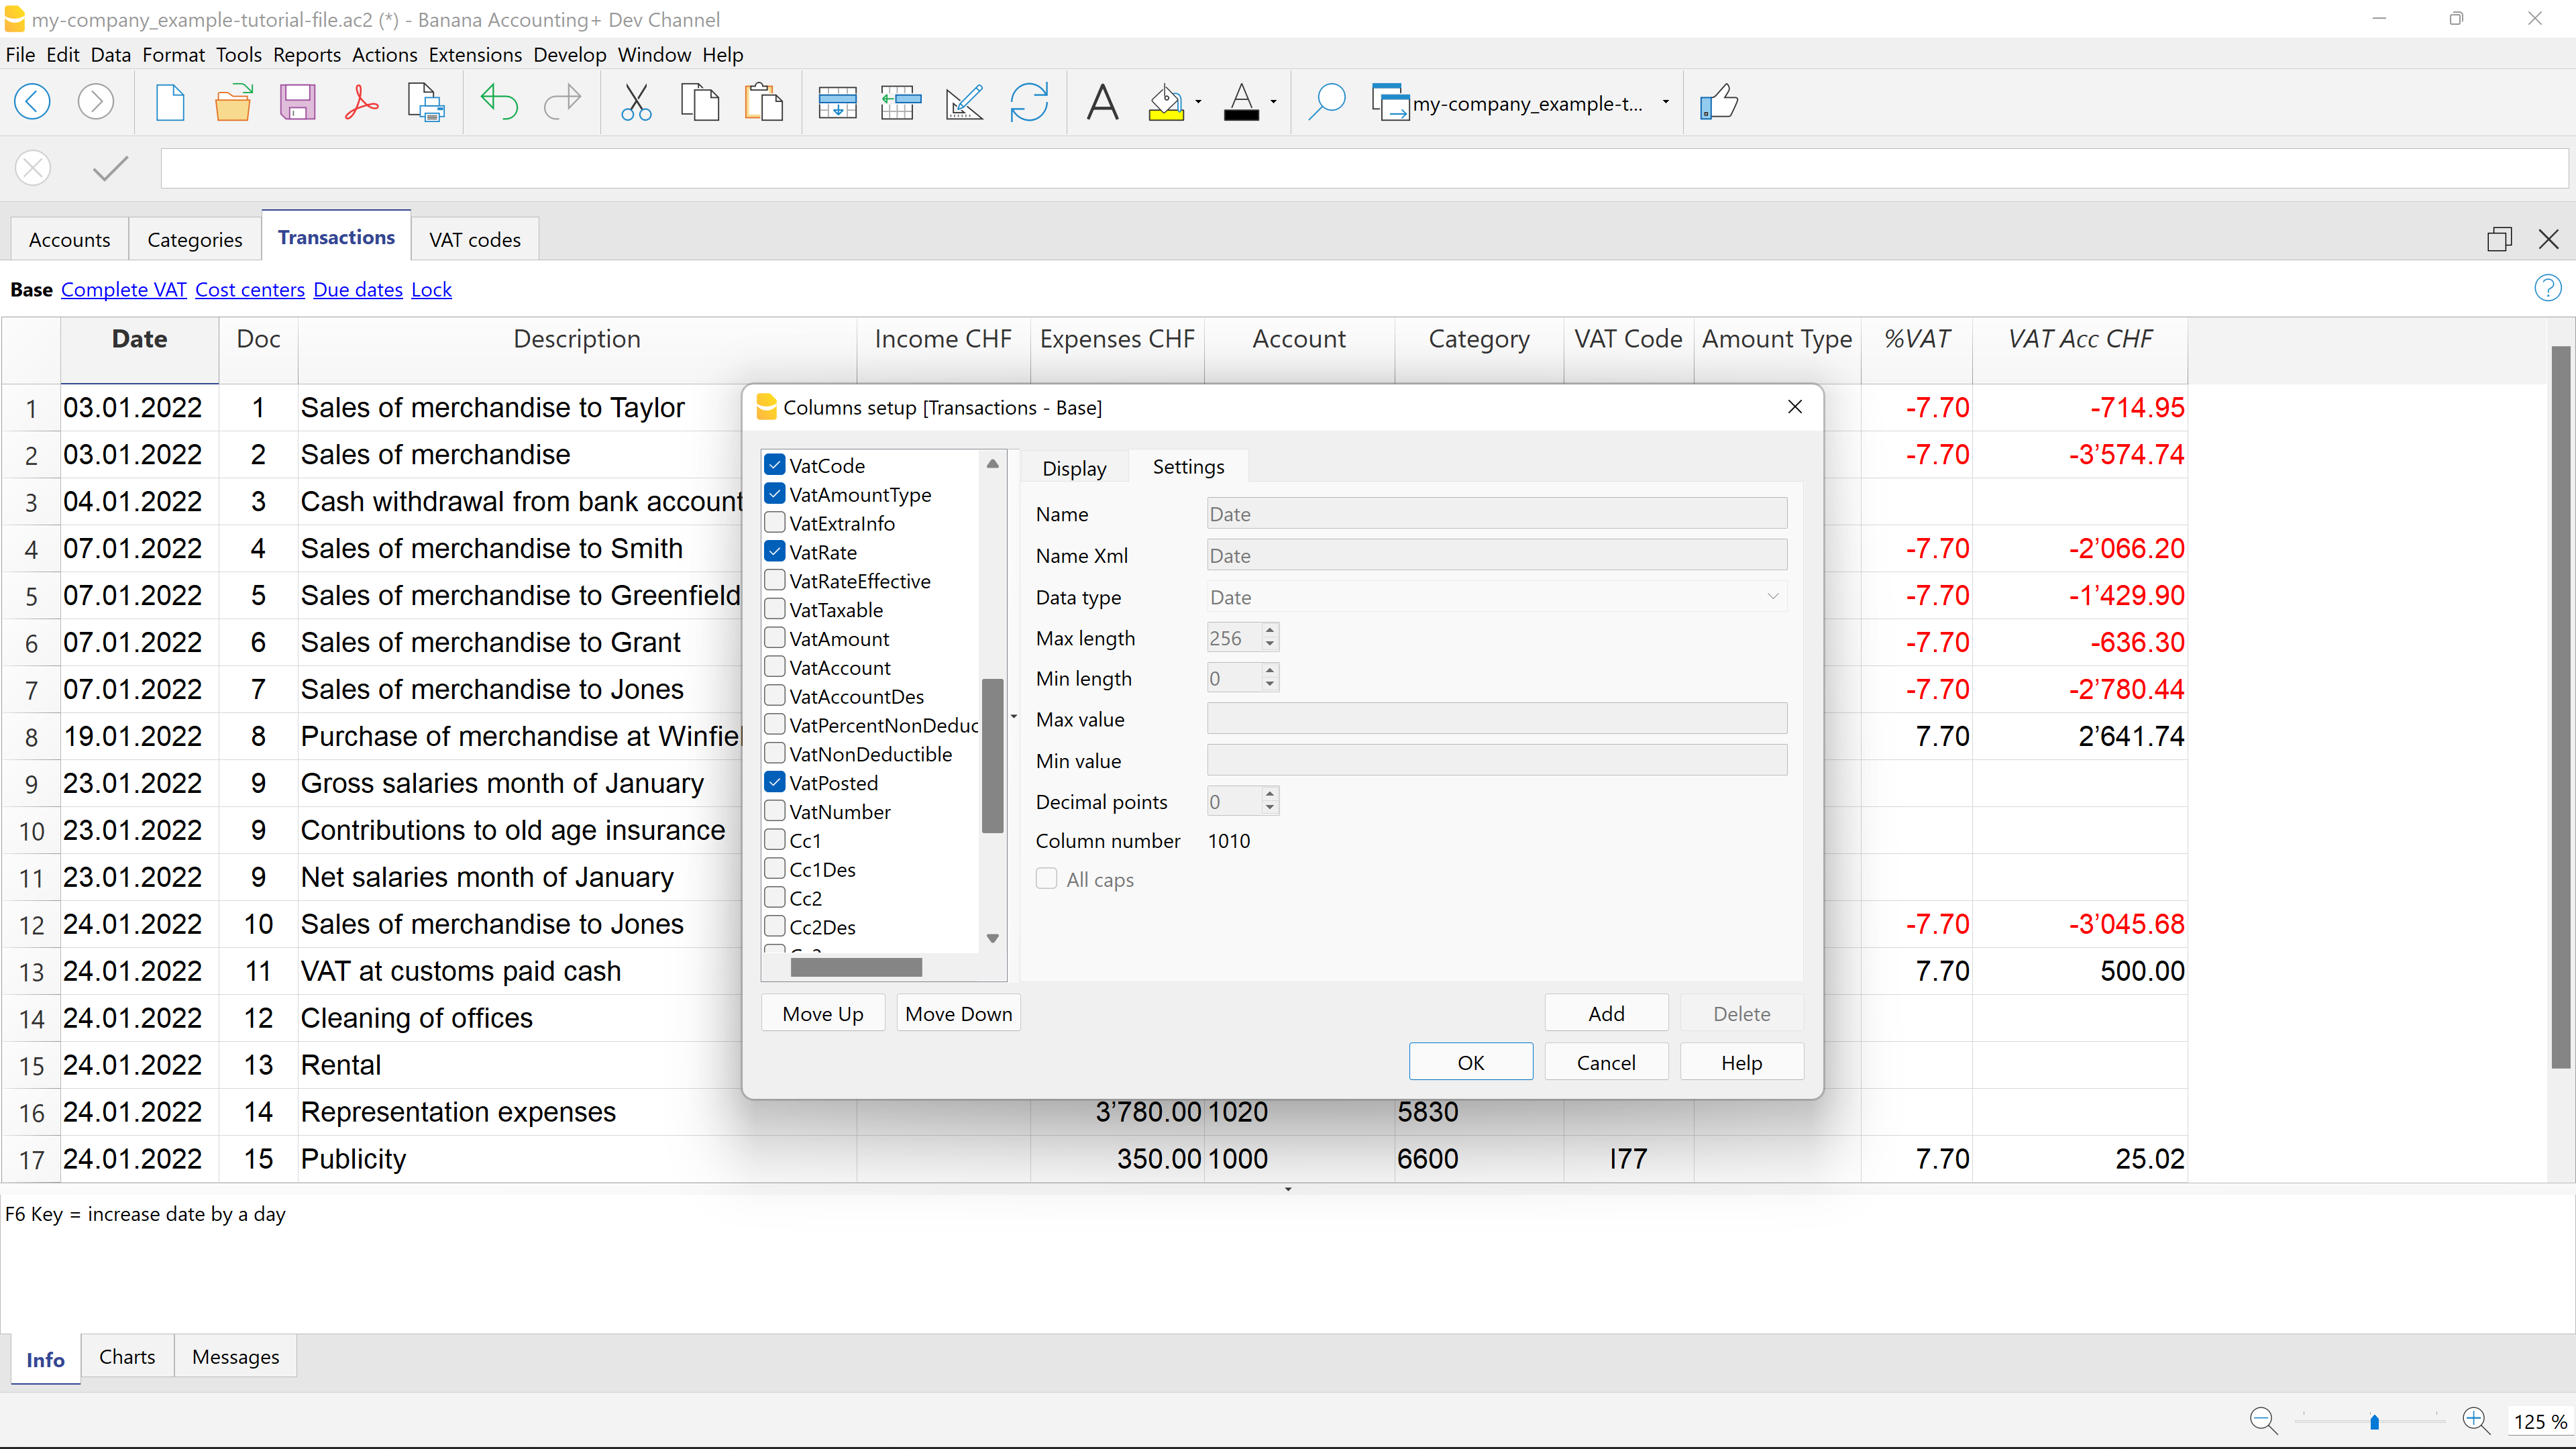 my-company_example-tutorial-file.ac2 (*) - Banana Accounting+ Dev Channel
File Edit Data Format Tools Reports Actions Extensions Develop Window Help
my-company_example-t...
Accounts Categories Transactions VAT codes
Base Complete VAT Cost centers Due dates Lock
Date Doc Description Income CHF Expenses CHF Account Category VAT Code Amount Type %VAT VAT Acc CHF
1 03.01.2022 1 Sales of merchandise to Taylor -7.70 -714.95
2 03.01.2022 2 Sales of merchandise -7.70 -3’574.74
3 04.01.2022 3 Cash withdrawal from bank account
4 07.01.2022 4 Sales of merchandise to Smith -7.70 -2’066.20
5 07.01.2022 5 Sales of merchandise to Greenfield -7.70 -1’429.90
6 07.01.2022 6 Sales of merchandise to Grant -7.70 -636.30
7 07.01.2022 7 Sales of merchandise to Jones -7.70 -2’780.44
8 19.01.2022 8 Purchase of merchandise at Winfie 7.70 2’641.74
9 23.01.2022 9 Gross salaries month of January
10 23.01.2022 9 Contributions to old age insurance
11 23.01.2022 9 Net salaries month of January
12 24.01.2022 10 Sales of merchandise to Jones -7.70 -3’045.68
13 24.01.2022 11 VAT at customs paid cash 7.70 500.00
14 24.01.2022 12 Cleaning of offices
15 24.01.2022 13 Rental
16 24.01.2022 14 Representation expenses 3’780.00 1020 5830
17 24.01.2022 15 Publicity 350.00 1000 6600 I77 7.70 25.02
Columns setup [Transactions - Base]
VatCode
VatAmountType
VatExtraInfo
VatRate
VatRateEffective
VatTaxable
VatAmount
VatAccount
VatAccountDes
VatPercentNonDeduc
VatNonDeductible
VatPosted
VatNumber
Cc1
Cc1Des
Cc2
Cc2Des
Display Settings
Name Date
Name Xml Date
Data type Date
Max length 256
Min length 0
Max value
Min value
Decimal points 0
Column number 1010
All caps
Move Up Move Down Add Delete
OK Cancel Help
F6 Key = increase date by a day
Info Charts Messages
125 %